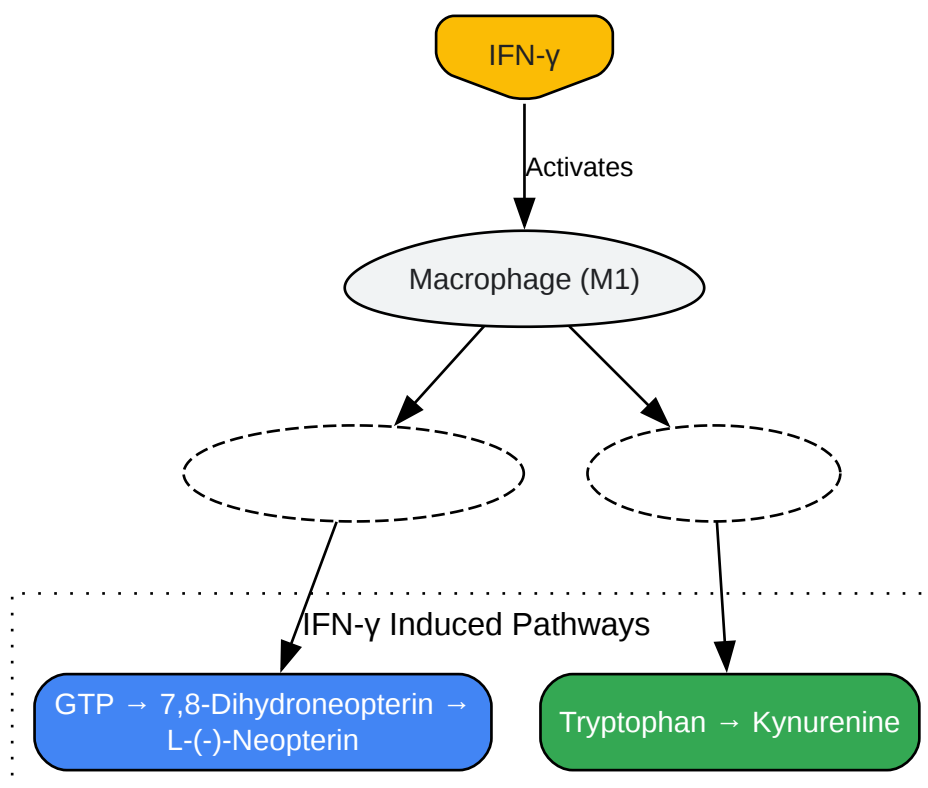 IFN-γ
Activates
Macrophage (M1)
IFN-γ Induced Pathways
GTP → 7,8-Dihydroneopterin →
L-(-)-Neopterin
Tryptophan → Kynurenine